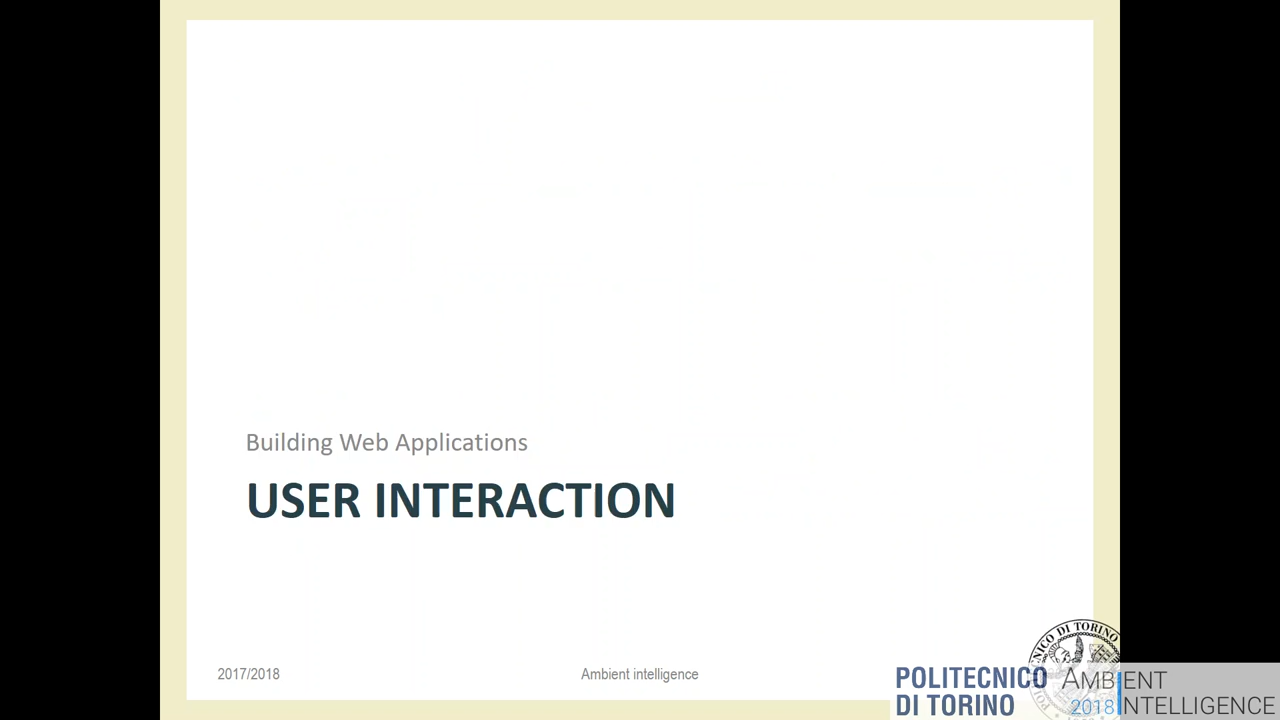 Building Web Applications
USER INTERACTION
2017/2018
Ambient intelligence
POLITECNICO
DI TORINO
AMBIENT
2018 INTELLIGENCE